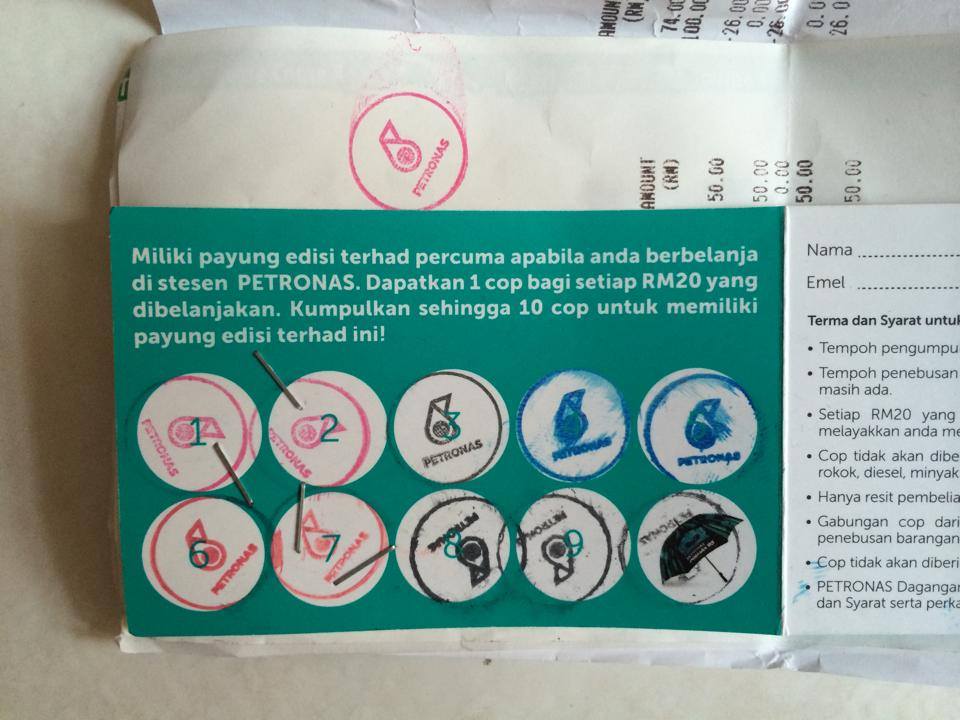 AMOUNT
(RM)
74.00
100.00
-26.00
0.00
-26.00
0.0
26.0
PETRONAS
AMOUNT
(RM)
50.00
50.00
0.00
50.00
50.00
Miliki payung edisi terhad percuma apabila anda berbelanja
di stesen PETRONAS. Dapatkan 1 cop bagi setiap RM20 yang
dibelanjakan. Kumpulkan sehingga 10 cop untuk memiliki
payung edisi terhad ini!
1 PETRONAS
2 PETRONAS
3 PETRONAS
PETRONAS
PETRONAS
6 PETRONAS
7 PETRONAS
8 PETRONAS
9 PETRONAS
PETRONAS
Nama
Emel
Terma dan Syarat untuk
• Tempoh pengumpu
• Tempoh penebusan
masih ada.
• Setiap RM20 yang
melayakkan anda me
• Cop tidak akan dibe
rokok, diesel, minyak
• Hanya resit pembelia
• Gabungan cop dari
penebusan barangan
• Cop tidak akan diberi
• PETRONAS Dagangan
dan Syarat serta perka